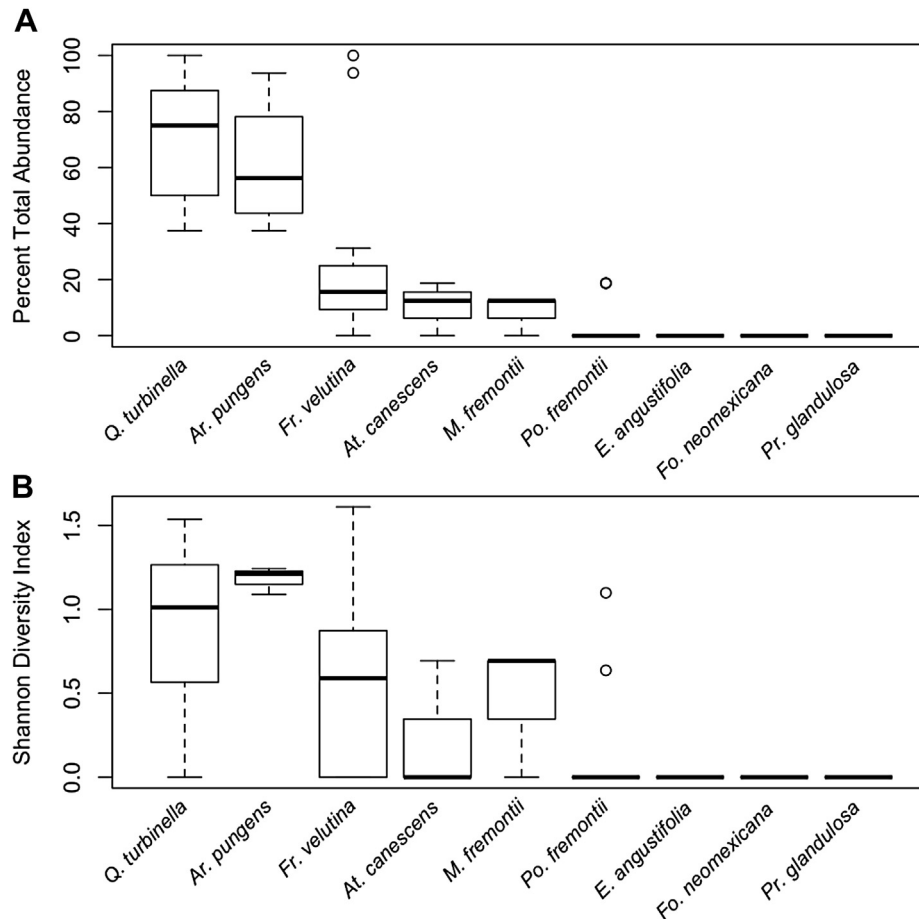 A
Percent Total Abundance
100
80
60
40
20
0
Q. turbinella
Ar. pungens
Fr. velutina
At. canescens
M. fremontii
Po. fremontii
E. angustifolia
Fo. neomexicana
Pr. glandulosa
B
Shannon Diversity Index
1.5
1.0
0.5
0.0
Q. turbinella
Ar. pungens
Fr. velutina
At. canescens
M. fremontii
Po. fremontii
E. angustifolia
Fo. neomexicana
Pr. glandulosa